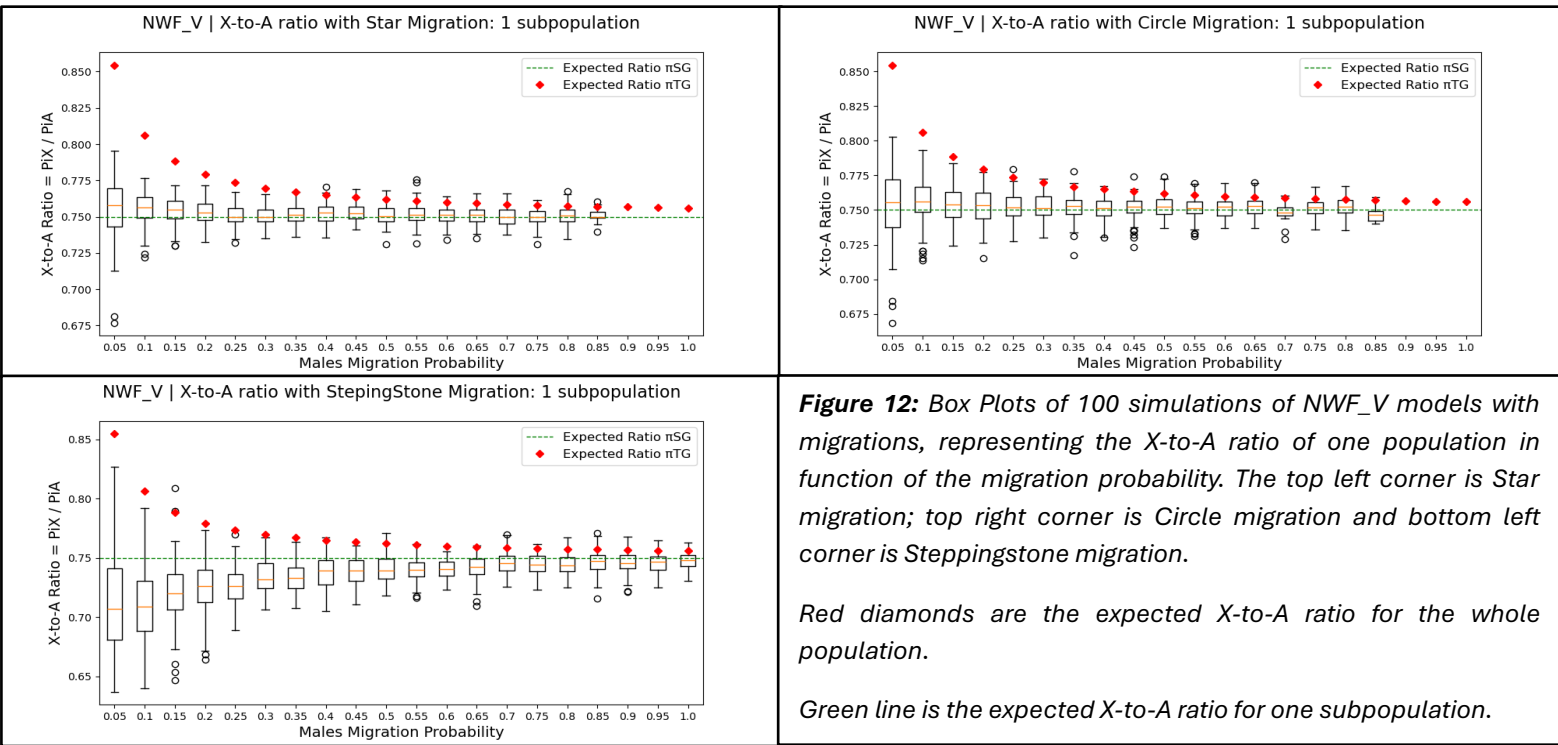 NWF_V | X-to-A ratio with Star Migration: 1 subpopulation
X-to-A Ratio = PiX / PiA
0.850
0.825
0.800
0.775
0.750
0.725
0.700
0.675
Expected Ratio πSG
Expected Ratio πTG
0.05 0.1 0.15 0.2 0.25 0.3 0.35 0.4 0.45 0.5 0.55 0.6 0.65 0.7 0.75 0.8 0.85 0.9 0.95 1.0
Males Migration Probability
NWF_V | X-to-A ratio with Circle Migration: 1 subpopulation
X-to-A Ratio = PiX / PiA
0.850
0.825
0.800
0.775
0.750
0.725
0.700
0.675
Expected Ratio πSG
Expected Ratio πTG
0.05 0.1 0.15 0.2 0.25 0.3 0.35 0.4 0.45 0.5 0.55 0.6 0.65 0.7 0.75 0.8 0.85 0.9 0.95 1.0
Males Migration Probability
NWF_V | X-to-A ratio with StepingStone Migration: 1 subpopulation
X-to-A Ratio = PiX / PiA
0.85
0.80
0.75
0.70
0.65
Expected Ratio πSG
Expected Ratio πTG
0.05 0.1 0.15 0.2 0.25 0.3 0.35 0.4 0.45 0.5 0.55 0.6 0.65 0.7 0.75 0.8 0.85 0.9 0.95 1.0
Males Migration Probability
Figure 12: Box Plots of 100 simulations of NWF_V models with
migrations, representing the X-to-A ratio of one population in
function of the migration probability. The top left corner is Star
migration; top right corner is Circle migration and bottom left
corner is Steppingstone migration.
Red diamonds are the expected X-to-A ratio for the whole
population.
Green line is the expected X-to-A ratio for one subpopulation.